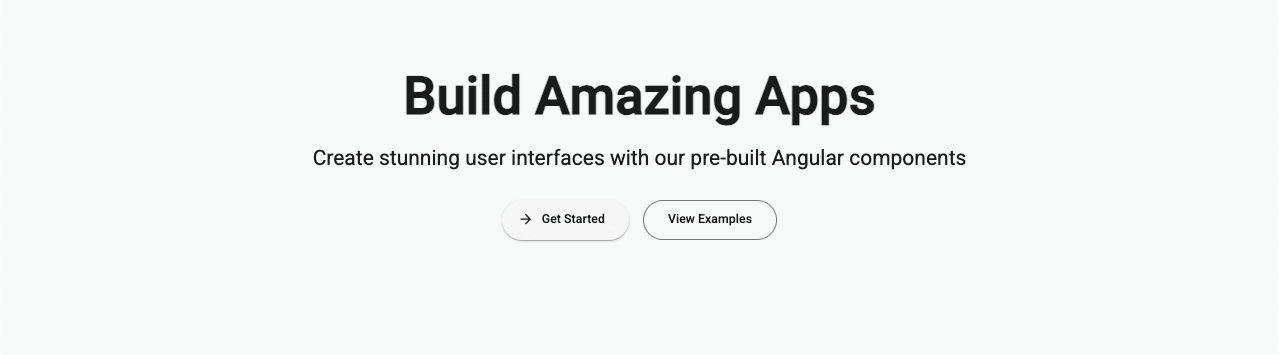 Build Amazing Apps
Create stunning user interfaces with our pre-built Angular components
Get Started
View Examples